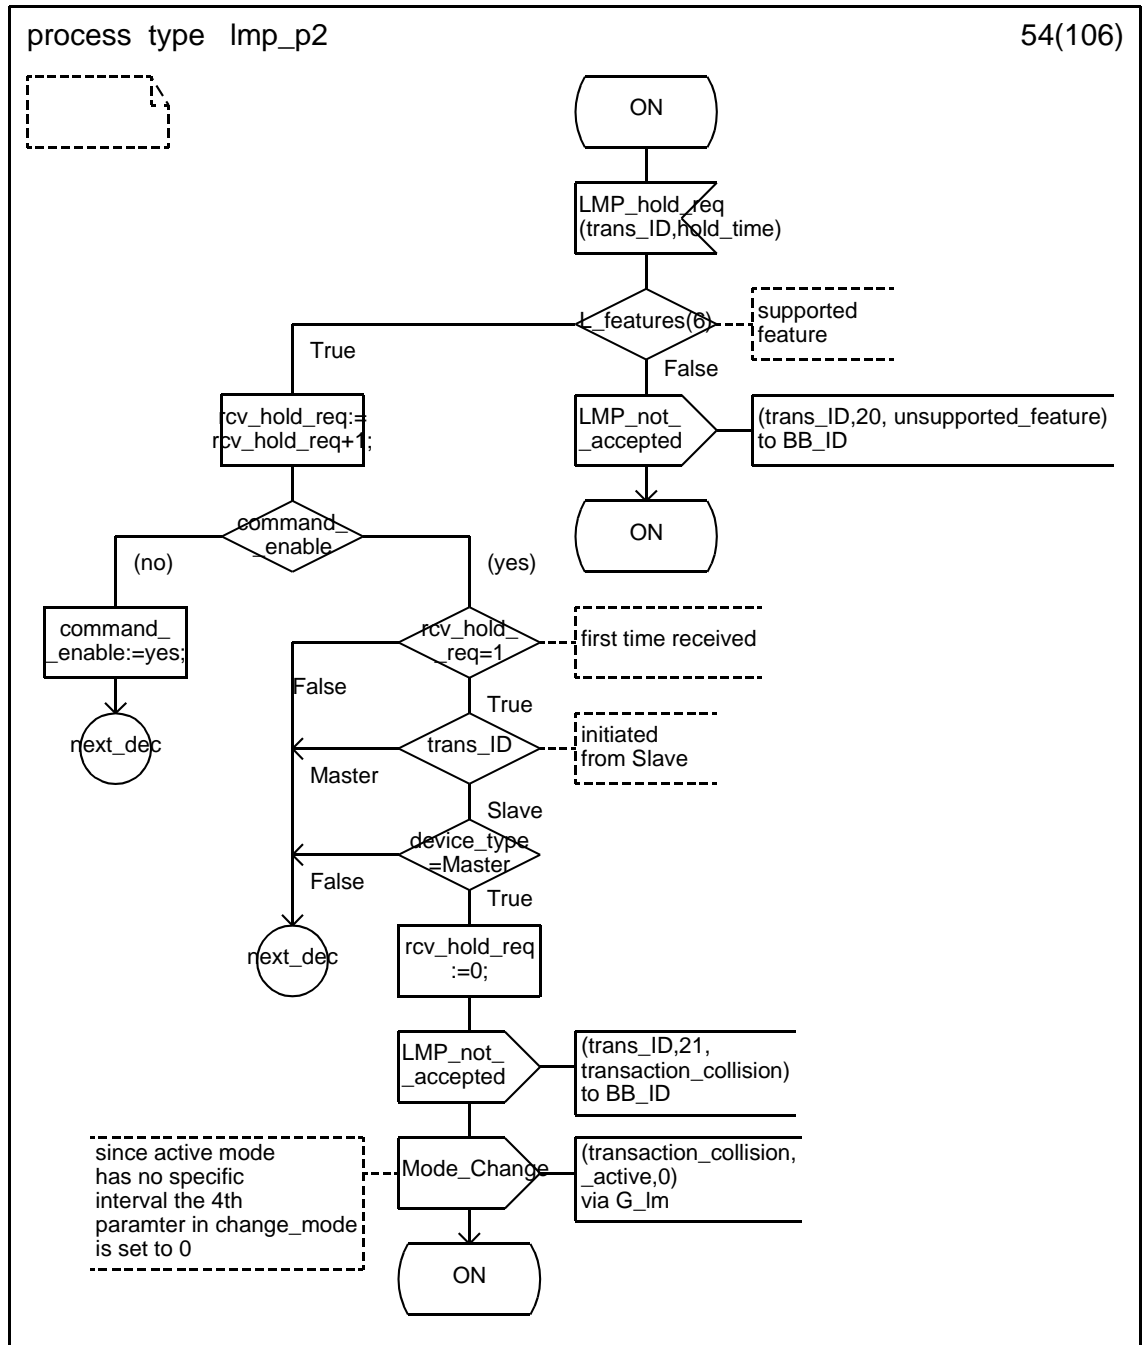 process type lmp_p2
54(106)
ON
LMP_hold_req
(trans_ID,hold_time)
L_features(6)
supported
feature
True
False
rcv_hold_req:=
rcv_hold_req+1;
LMP_not_
_accepted
(trans_ID,20, unsupported_feature)
to BB_ID
command_
_enable
ON
(no)
(yes)
command_
_enable:=yes;
rcv_hold_
_req=1
first time received
False
True
next_dec
trans_ID
initiated
from Slave
Master
Slave
device_type
=Master
False
True
next_dec
rcv_hold_req
:=0;
LMP_not_
_accepted
(trans_ID,21,
transaction_collision)
to BB_ID
since active mode
has no specific
interval the 4th
paramter in change_mode
is set to 0
Mode_Change
(transaction_collision,
_active,0)
via G_lm
ON